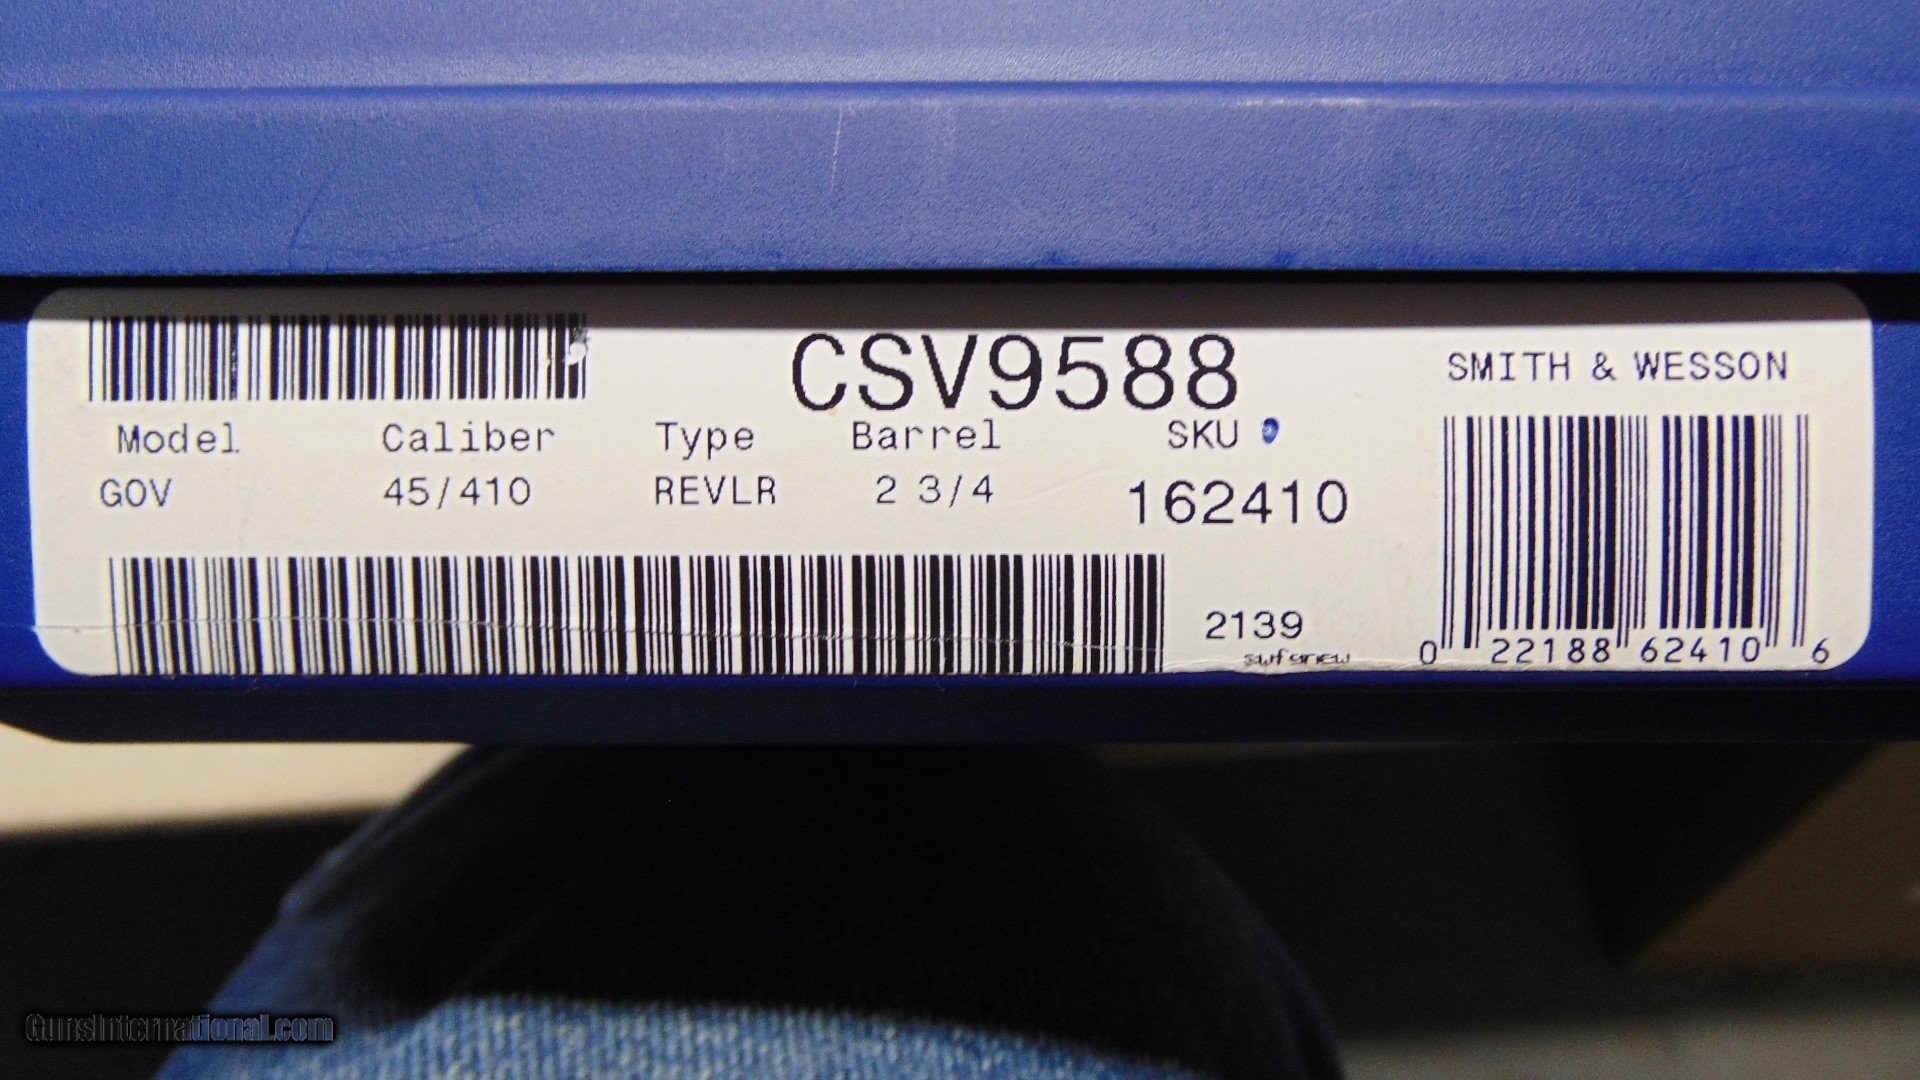 CSV9588
SMITH & WESSON
Model Caliber Type Barrel SKU
GOV 45/410 REVLR 2 3/4 162410
2139
swfgnew
0 22188 62410 6
GunsInternational.com